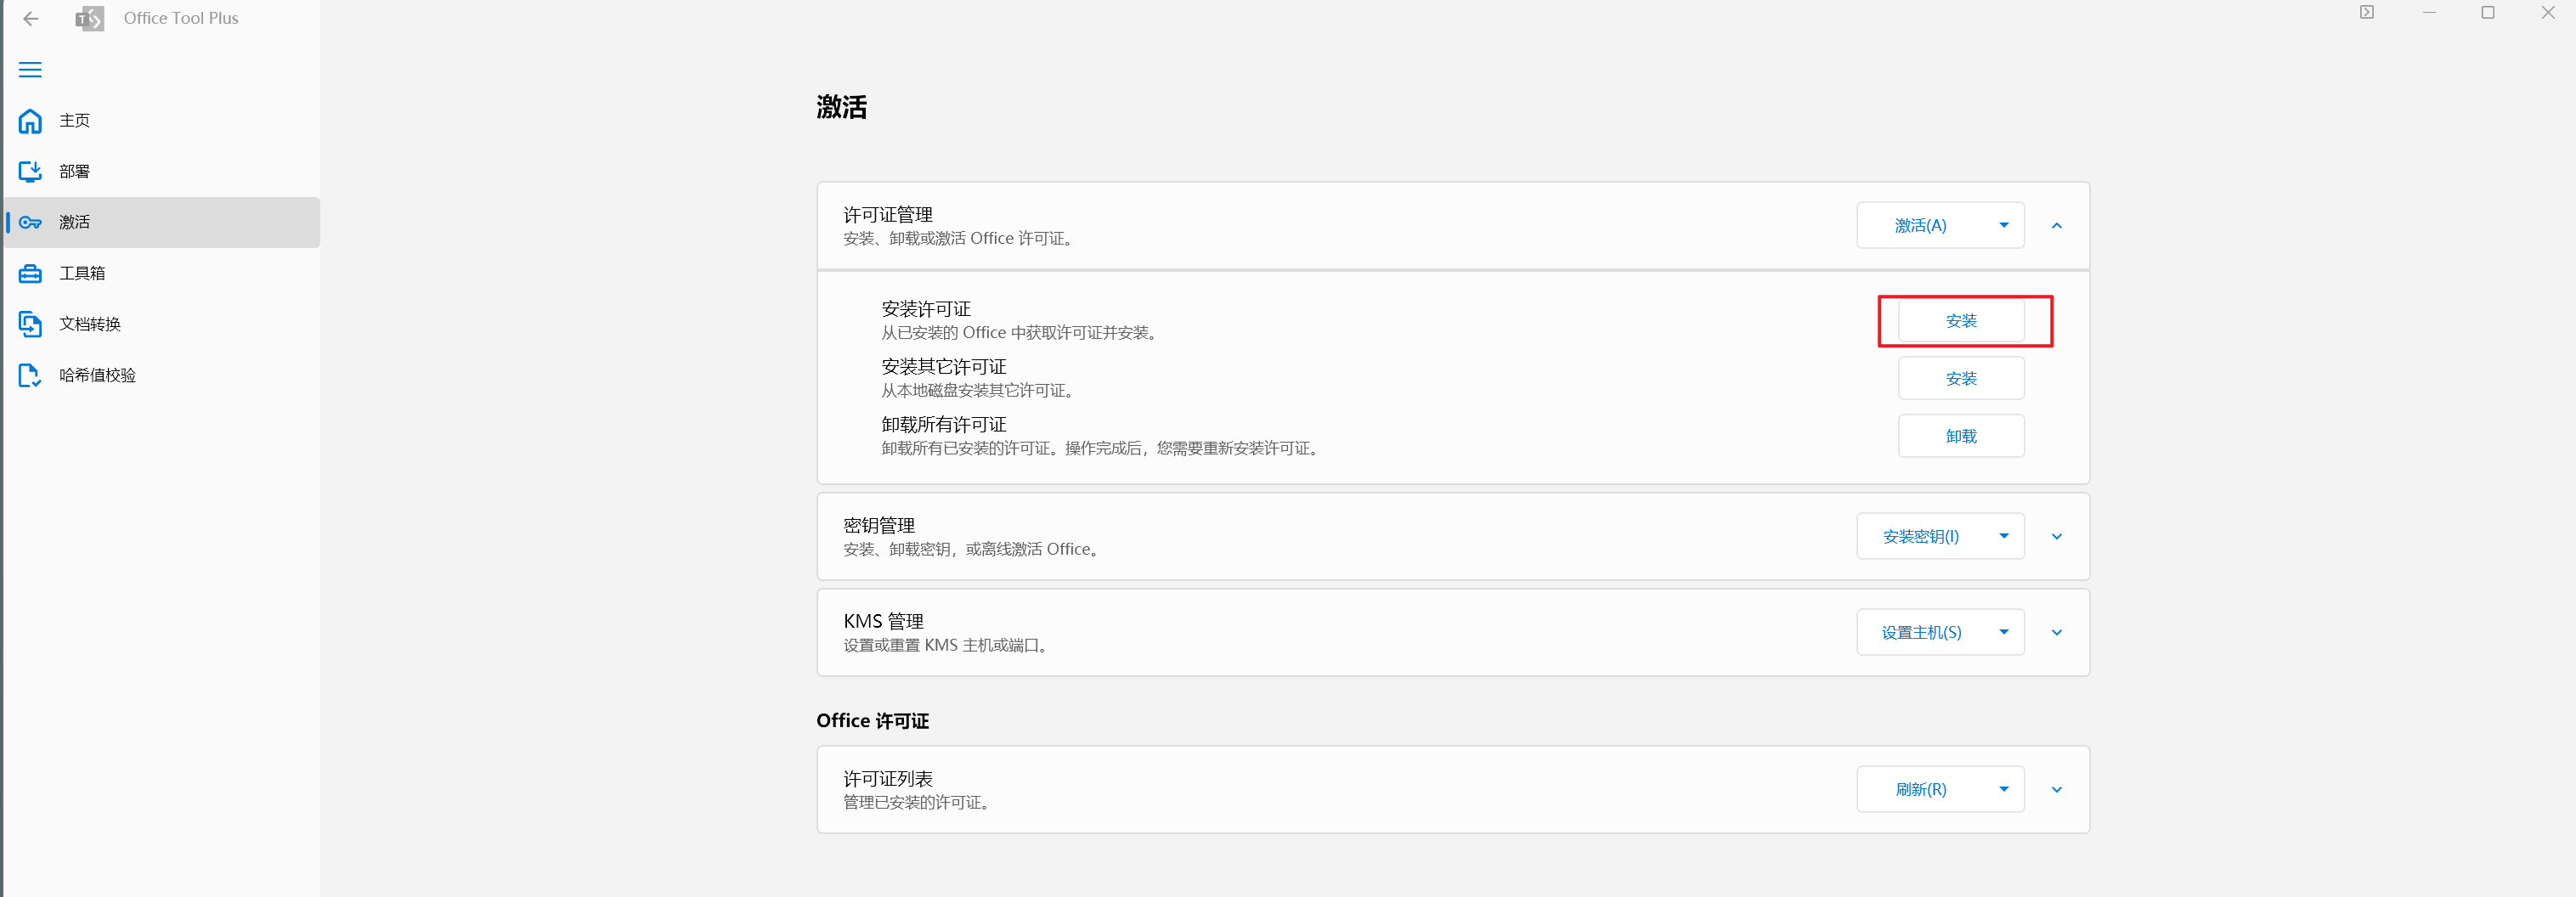 Office Tool Plus
主页
部署
激活
工具箱
文档转换
哈希值校验
激活
许可证管理
安装、卸载或激活 Office 许可证。
激活(A)
安装许可证
从已安装的 Office 中获取许可证并安装。
安装
安装其它许可证
从本地磁盘安装其它许可证。
安装
卸载所有许可证
卸载所有已安装的许可证。操作完成后，您需要重新安装许可证。
卸载
密钥管理
安装、卸载密钥，或离线激活 Office。
安装密钥(I)
KMS 管理
设置或重置 KMS 主机或端口。
设置主机(S)
Office 许可证
许可证列表
管理已安装的许可证。
刷新(R)